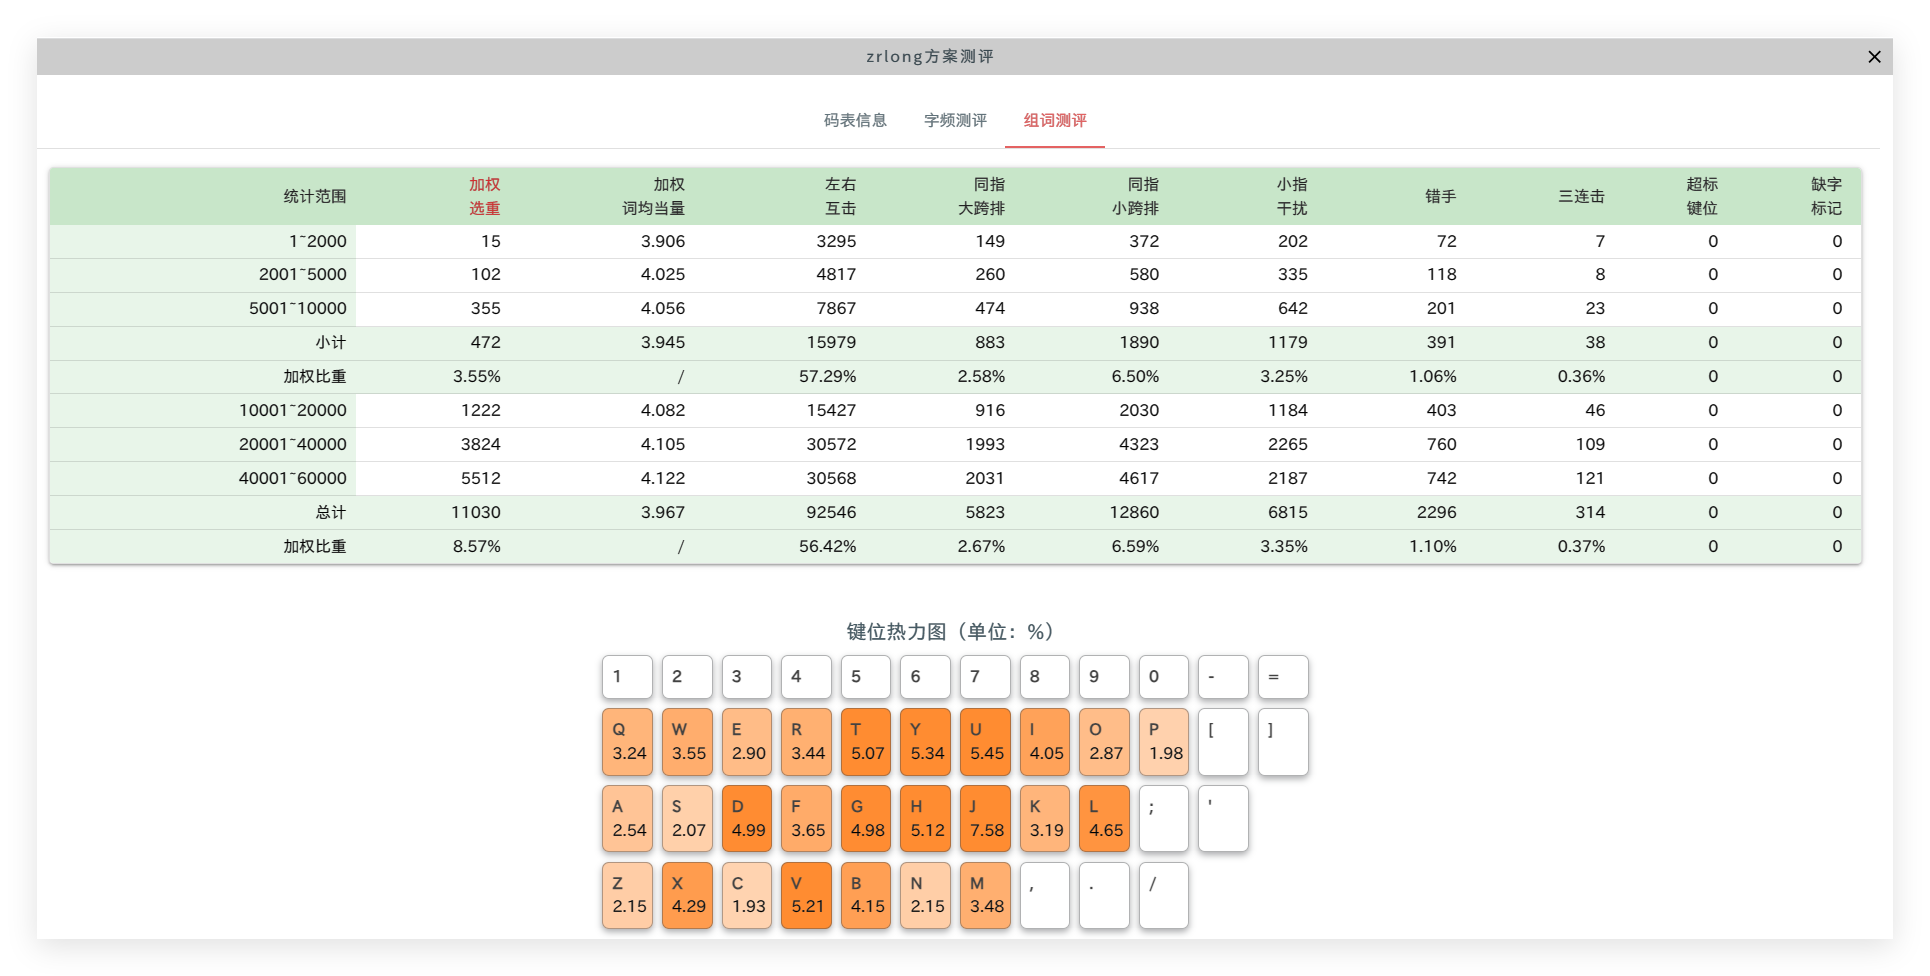 zrlong方案测评
码表信息 字频测评 组词测评
统计范围 加权选重 加权词均当量 左右互击 同指大跨排 同指小跨排 小指干扰 错手 三连击 超标键位 缺字标记
1~2000 15 3.906 3295 149 372 202 72 7 0 0
2001~5000 102 4.025 4817 260 580 335 118 8 0 0
5001~10000 355 4.056 7867 474 938 642 201 23 0 0
小计 472 3.945 15979 883 1890 1179 391 38 0 0
加权比重 3.55% / 57.29% 2.58% 6.50% 3.25% 1.06% 0.36% 0 0
10001~20000 1222 4.082 15427 916 2030 1184 403 46 0 0
20001~40000 3824 4.105 30572 1993 4323 2265 760 109 0 0
40001~60000 5512 4.122 30568 2031 4617 2187 742 121 0 0
总计 11030 3.967 92546 5823 12860 6815 2296 314 0 0
加权比重 8.57% / 56.42% 2.67% 6.59% 3.35% 1.10% 0.37% 0 0
键位热力图（单位：%）
1 2 3 4 5 6 7 8 9 0 - =
Q W E R T Y U I O P [ ]
3.24 3.55 2.90 3.44 5.07 5.34 5.45 4.05 2.87 1.98
A S D F G H J K L ; '
2.54 2.07 4.99 3.65 4.98 5.12 7.58 3.19 4.65
Z X C V B N M , . /
2.15 4.29 1.93 5.21 4.15 2.15 3.48